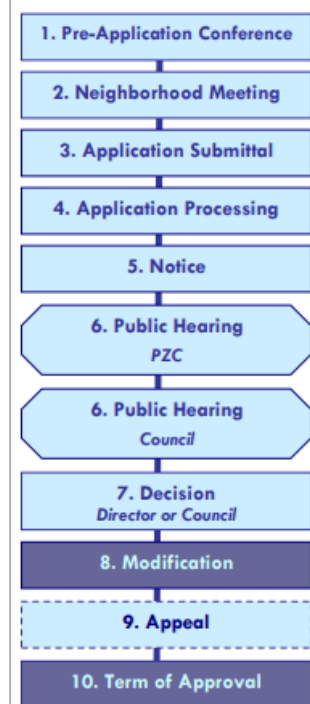 1. Pre-Application Conference
2. Neighborhood Meeting
3. Application Submittal
4. Application Processing
5. Notice
6. Public Hearing
PZC
6. Public Hearing
Council
7. Decision
Director or Council
8. Modification
9. Appeal
10. Term of Approval